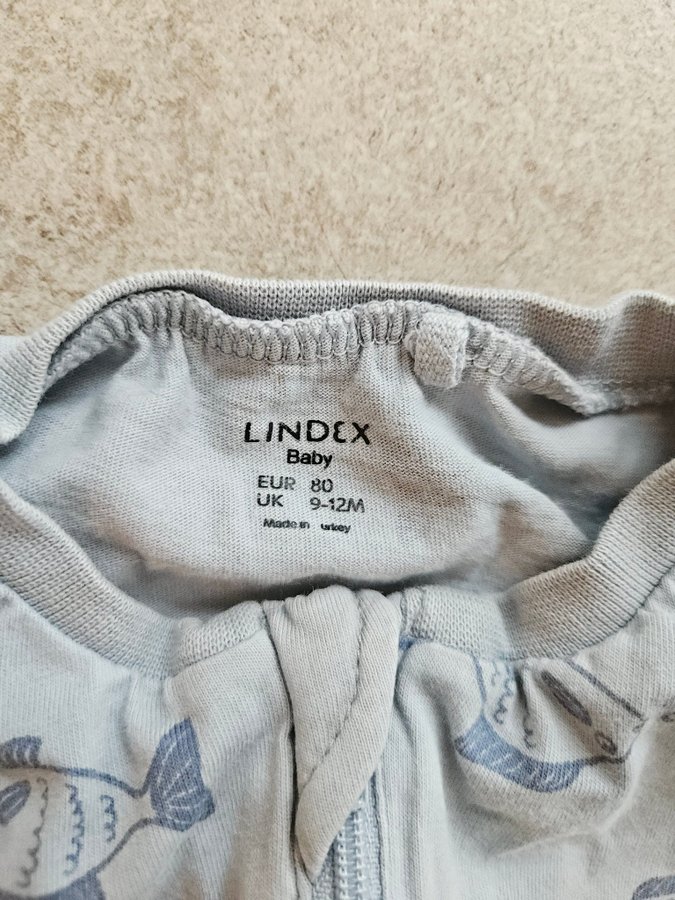 LINDEX
Baby
EUR 80
UK 9-12M
Made in urkey